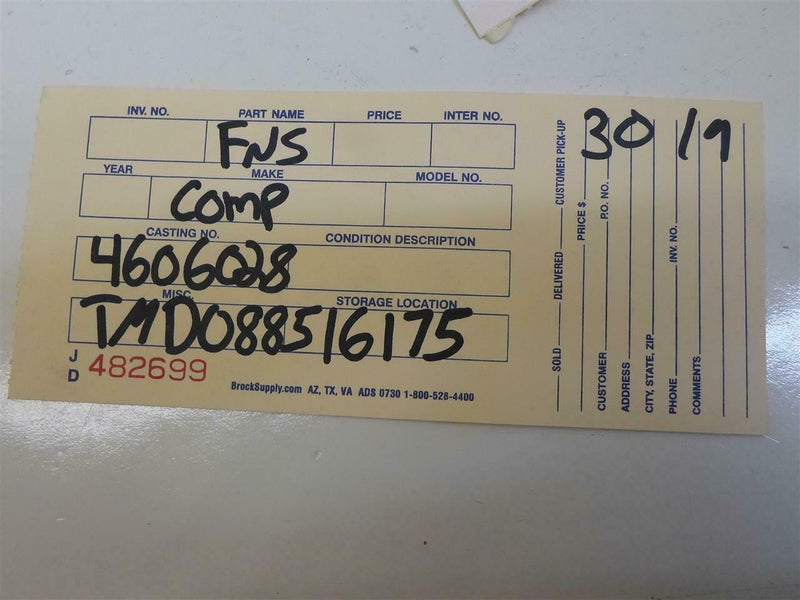 INV. NO. PART NAME PRICE INTER NO.
FNS
YEAR MAKE MODEL NO.
COMP
CASTING NO. CONDITION DESCRIPTION
4606028
MISC. STORAGE LOCATION
TMD088516175
J D 482699
BrockSupply.com AZ, TX, VA ADS 0730 1-800-528-4400
SOLD DELIVERED CUSTOMER PICK-UP
PRICE $
CUSTOMER P.O. NO.
ADDRESS
CITY, STATE, ZIP
PHONE INV. NO.
COMMENTS
30 19